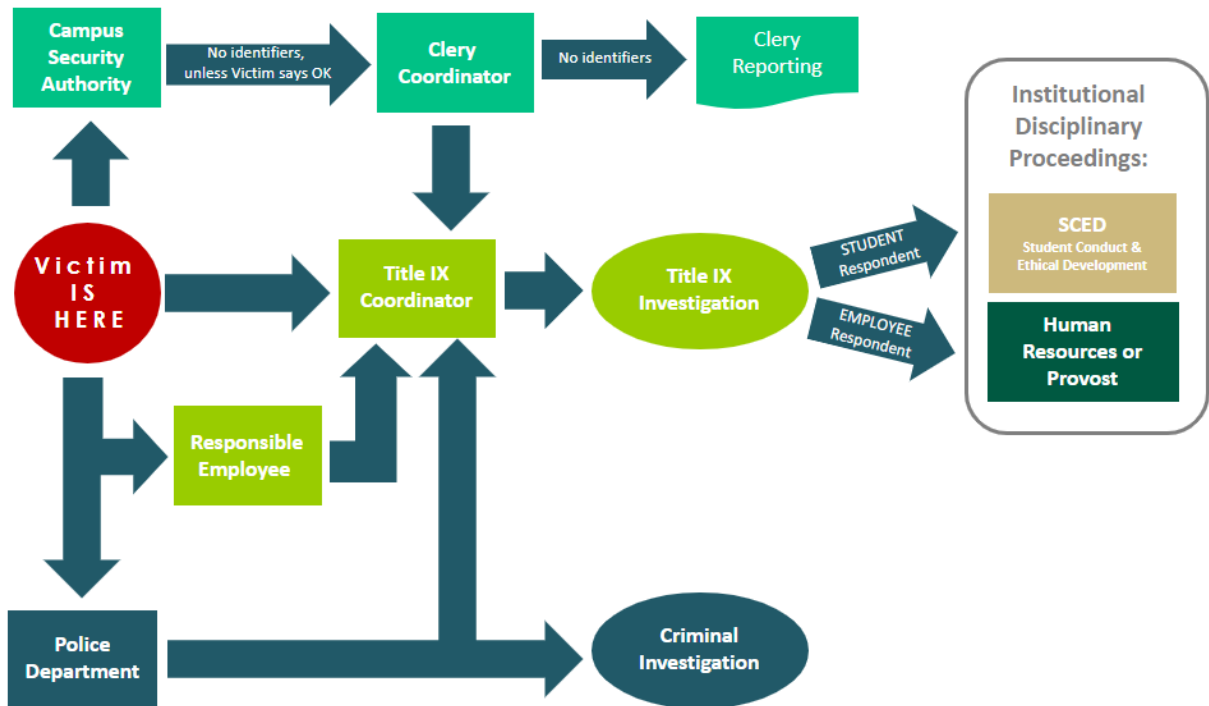 Campus
Security
Authority
No identifiers,
unless Victim says OK
Clery
Coordinator
No identifiers
Clery
Reporting
Institutional
Disciplinary
Proceedings:
SCED
Student Conduct &
Ethical Development
Human
Resources or
Provost
Victim
IS
HERE
Title IX
Coordinator
Title IX
Investigation
STUDENT
Respondent
EMPLOYEE
Respondent
Responsible
Employee
Police
Department
Criminal
Investigation